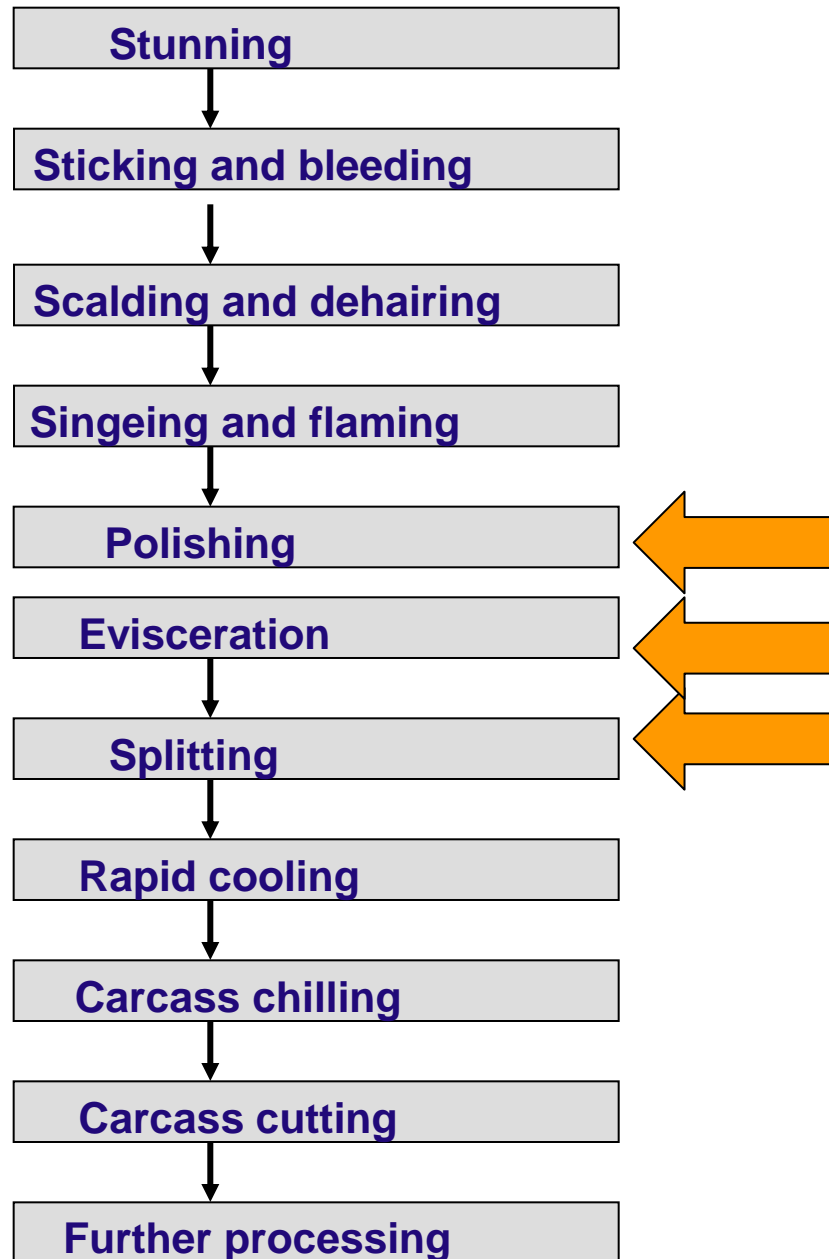 Stunning
Sticking and bleeding
Scalding and dehairing
Singeing and flaming
Polishing
Evisceration
Splitting
Rapid cooling
Carcass chilling
Carcass cutting
Further processing